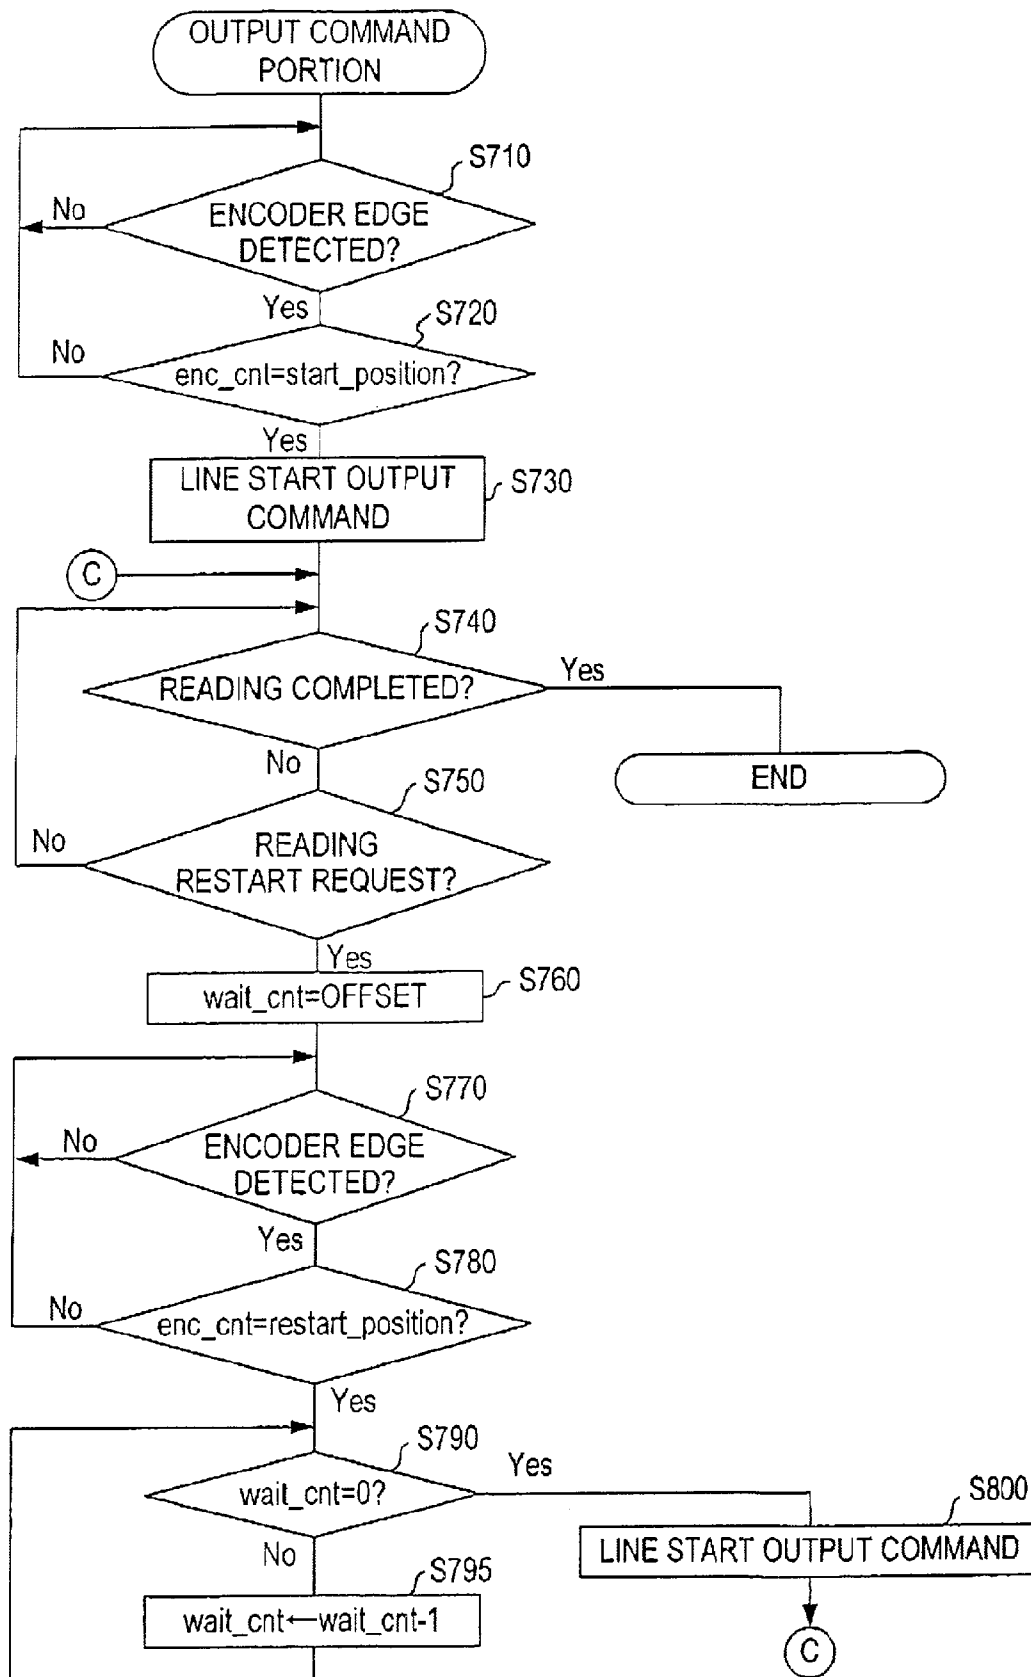 OUTPUT COMMAND
PORTION
S710
No
ENCODER EDGE
DETECTED?
Yes
S720
No
enc_cnt=start_position?
Yes
LINE START OUTPUT
COMMAND
S730
C
S740
READING COMPLETED?
Yes
No
END
S750
No
READING
RESTART REQUEST?
Yes
wait_cnt=OFFSET
S760
S770
No
ENCODER EDGE
DETECTED?
Yes
S780
No
enc_cnt=restart_position?
Yes
S790
wait_cnt=0?
Yes
S800
No
LINE START OUTPUT COMMAND
S795
wait_cnt←wait_cnt-1
C